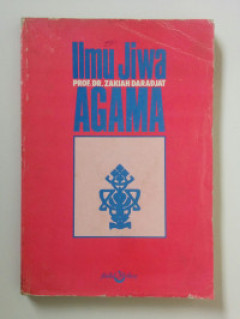 Ilmu Jiwa
PROF. DR. ZAKIAH DARADJAT
AGAMA